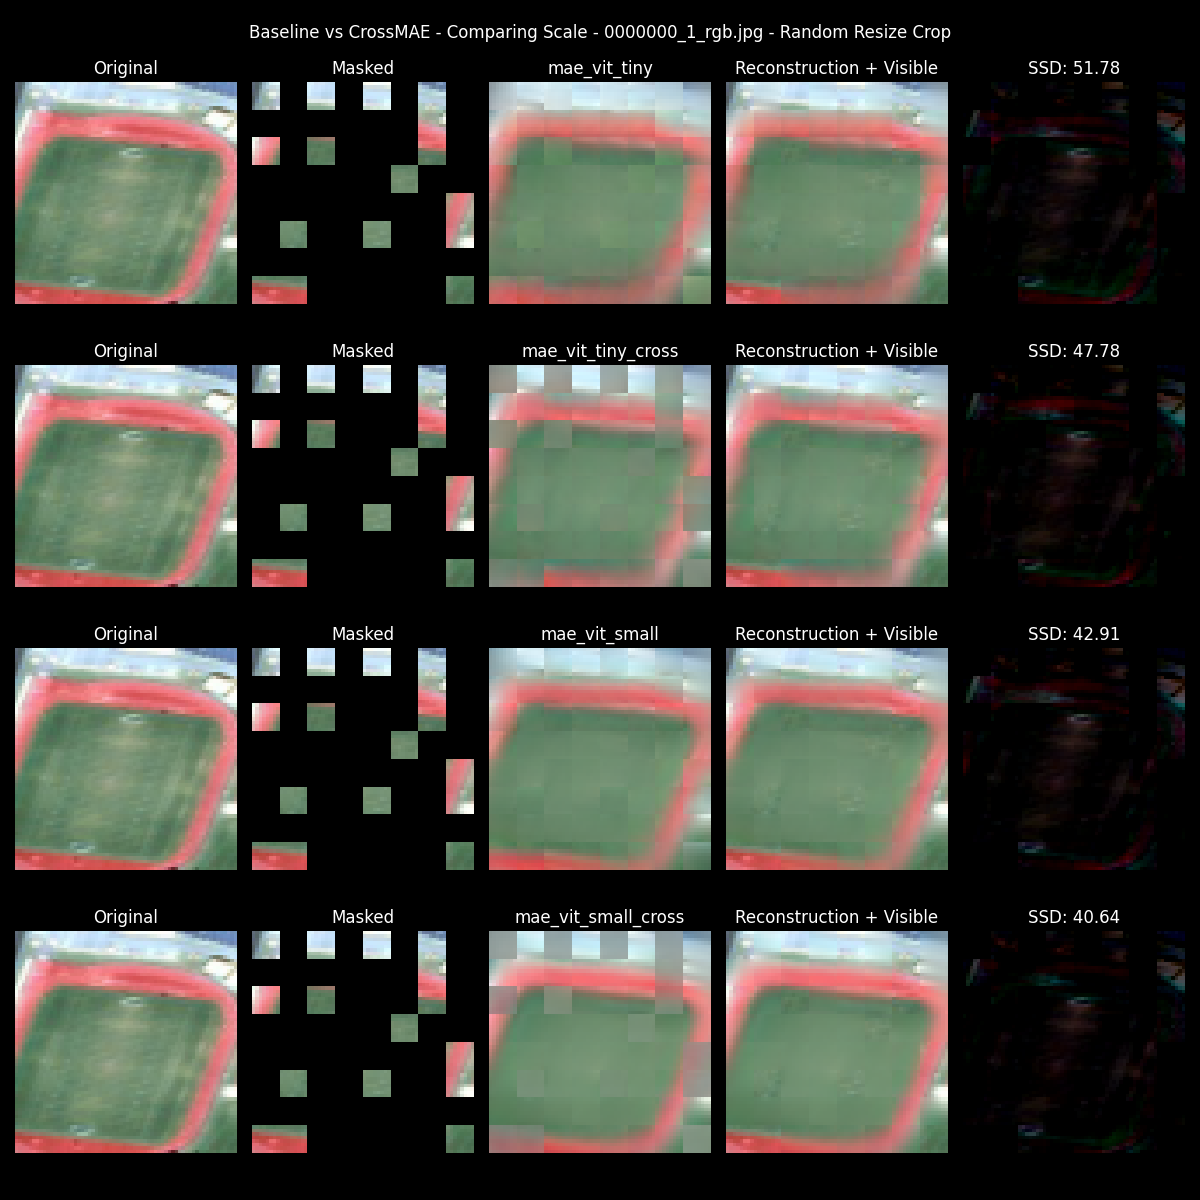 Baseline vs CrossMAE - Comparing Scale - 0000000_1_rgb.jpg - Random Resize Crop
Original Masked mae_vit_tiny Reconstruction + Visible SSD: 51.78
Original Masked mae_vit_tiny_cross Reconstruction + Visible SSD: 47.78
Original Masked mae_vit_small Reconstruction + Visible SSD: 42.91
Original Masked mae_vit_small_cross Reconstruction + Visible SSD: 40.64